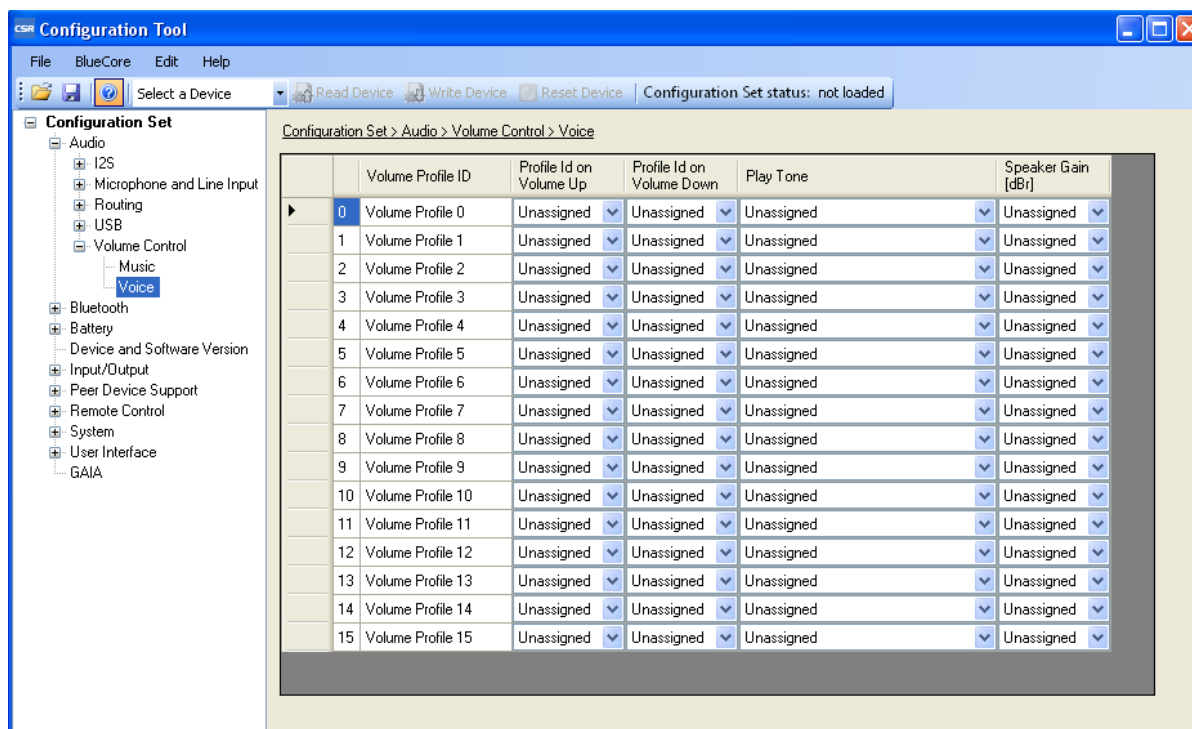 CSR Configuration Tool
File BlueCore Edit Help
Select a Device Read Device Write Device Reset Device Configuration Set status: not loaded
Configuration Set
Audio
I2S
Microphone and Line Input
Routing
USB
Volume Control
Music
Voice
Bluetooth
Battery
Device and Software Version
Input/Output
Peer Device Support
Remote Control
System
User Interface
GAIA
Configuration Set > Audio > Volume Control > Voice
Volume Profile ID Profile Id on Volume Up Profile Id on Volume Down Play Tone Speaker Gain [dBr]
0 Volume Profile 0 Unassigned Unassigned Unassigned Unassigned
1 Volume Profile 1 Unassigned Unassigned Unassigned Unassigned
2 Volume Profile 2 Unassigned Unassigned Unassigned Unassigned
3 Volume Profile 3 Unassigned Unassigned Unassigned Unassigned
4 Volume Profile 4 Unassigned Unassigned Unassigned Unassigned
5 Volume Profile 5 Unassigned Unassigned Unassigned Unassigned
6 Volume Profile 6 Unassigned Unassigned Unassigned Unassigned
7 Volume Profile 7 Unassigned Unassigned Unassigned Unassigned
8 Volume Profile 8 Unassigned Unassigned Unassigned Unassigned
9 Volume Profile 9 Unassigned Unassigned Unassigned Unassigned
10 Volume Profile 10 Unassigned Unassigned Unassigned Unassigned
11 Volume Profile 11 Unassigned Unassigned Unassigned Unassigned
12 Volume Profile 12 Unassigned Unassigned Unassigned Unassigned
13 Volume Profile 13 Unassigned Unassigned Unassigned Unassigned
14 Volume Profile 14 Unassigned Unassigned Unassigned Unassigned
15 Volume Profile 15 Unassigned Unassigned Unassigned Unassigned